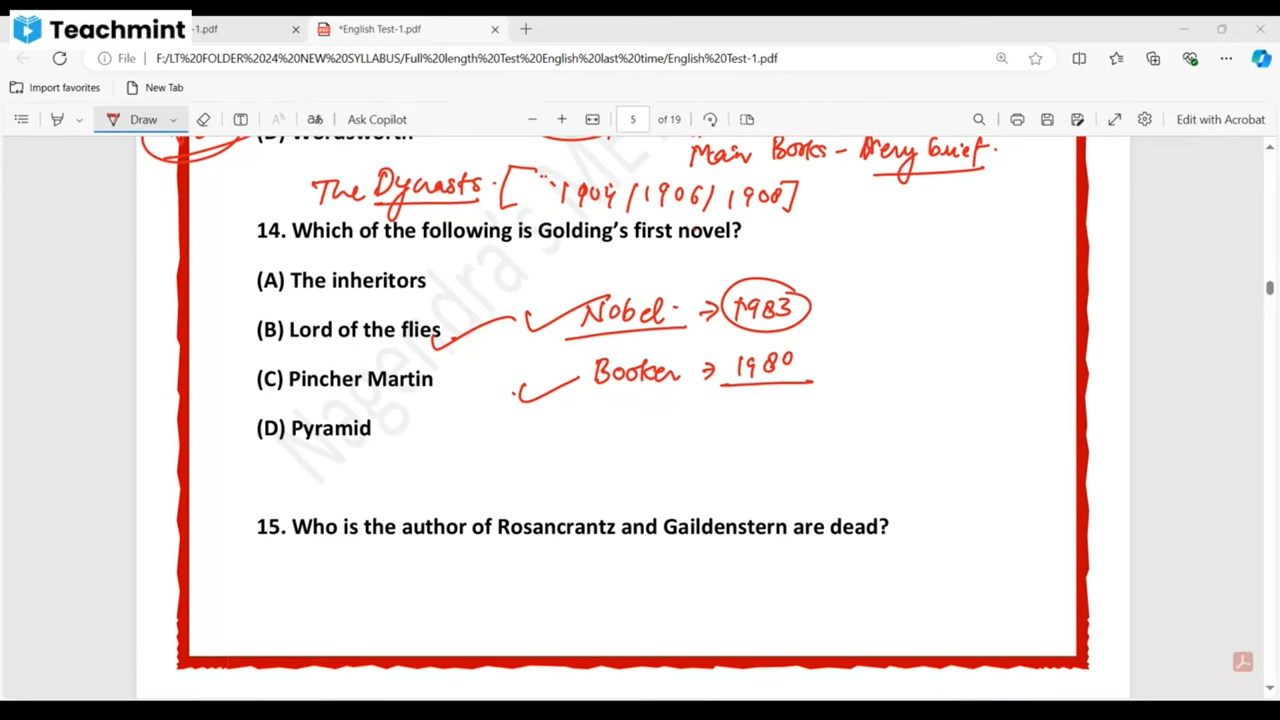 Teachmint
-1.pdf
*English Test-1.pdf
File F:/LT%20FOLDER%202024%20NEW%20SYLLABUS/Full%20length%20Test%20English%20last%20time/English%20Test-1.pdf
Import favorites New Tab
Draw Ask Copilot 5 of 19 Edit with Acrobat
(D) Wordsworth
Main Books - very brief.
The Dynasts. [ 1904/1906/1908]
14. Which of the following is Golding's first novel?
(A) The inheritors
Nobel. → 1983
(B) Lord of the flies
Booker → 1980
(C) Pincher Martin
(D) Pyramid
15. Who is the author of Rosancrantz and Gaildenstern are dead?